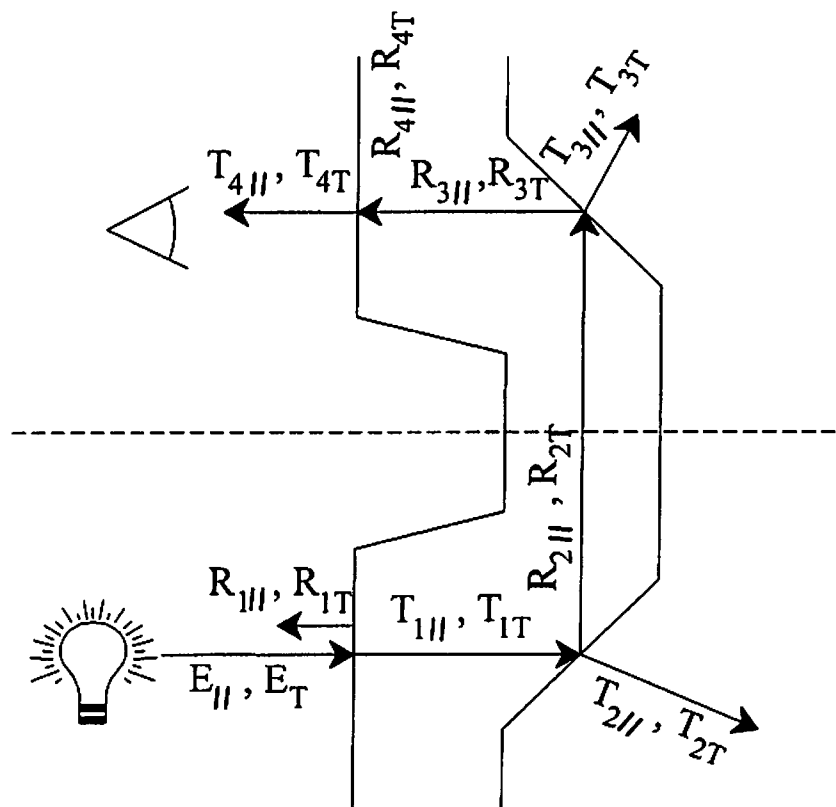 R4//, R4T
T3//, T3T
T4//, T4T
R3//,R3T
R2// , R2T
R1//, R1T
T1// , T1T
E// , ET
T2// , T2T